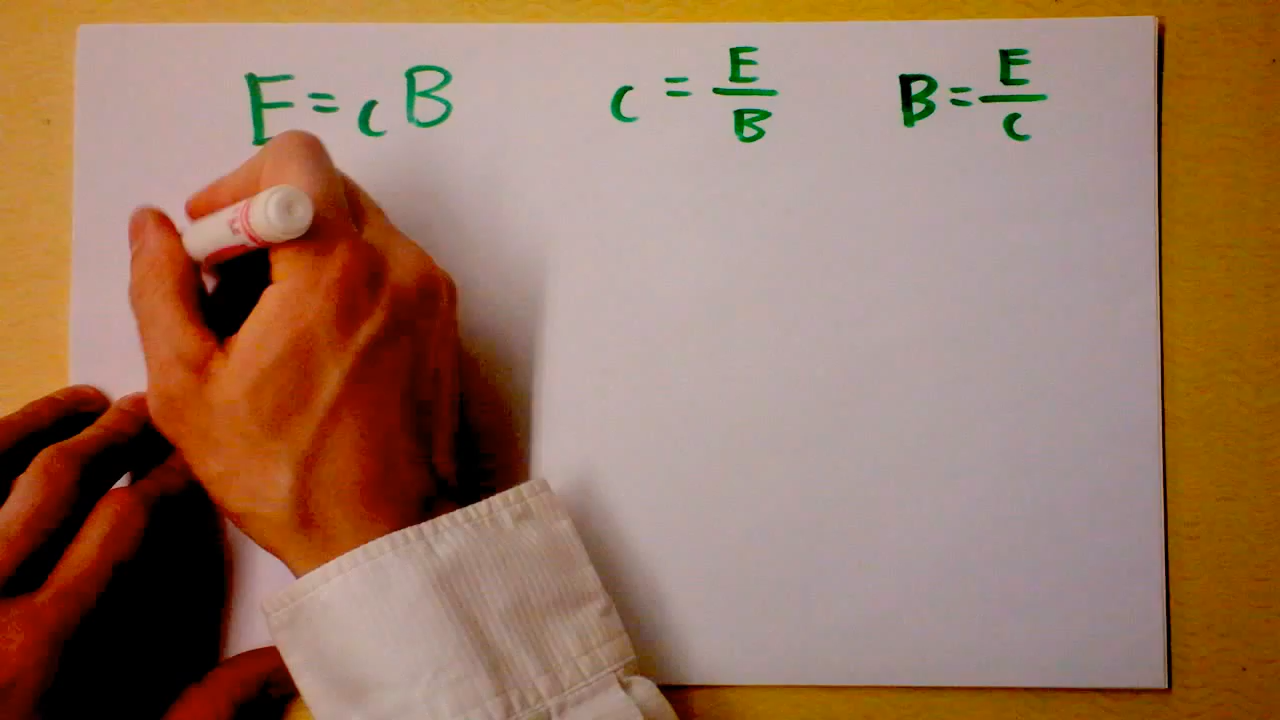 E = cB   c = E/B   B = E/c